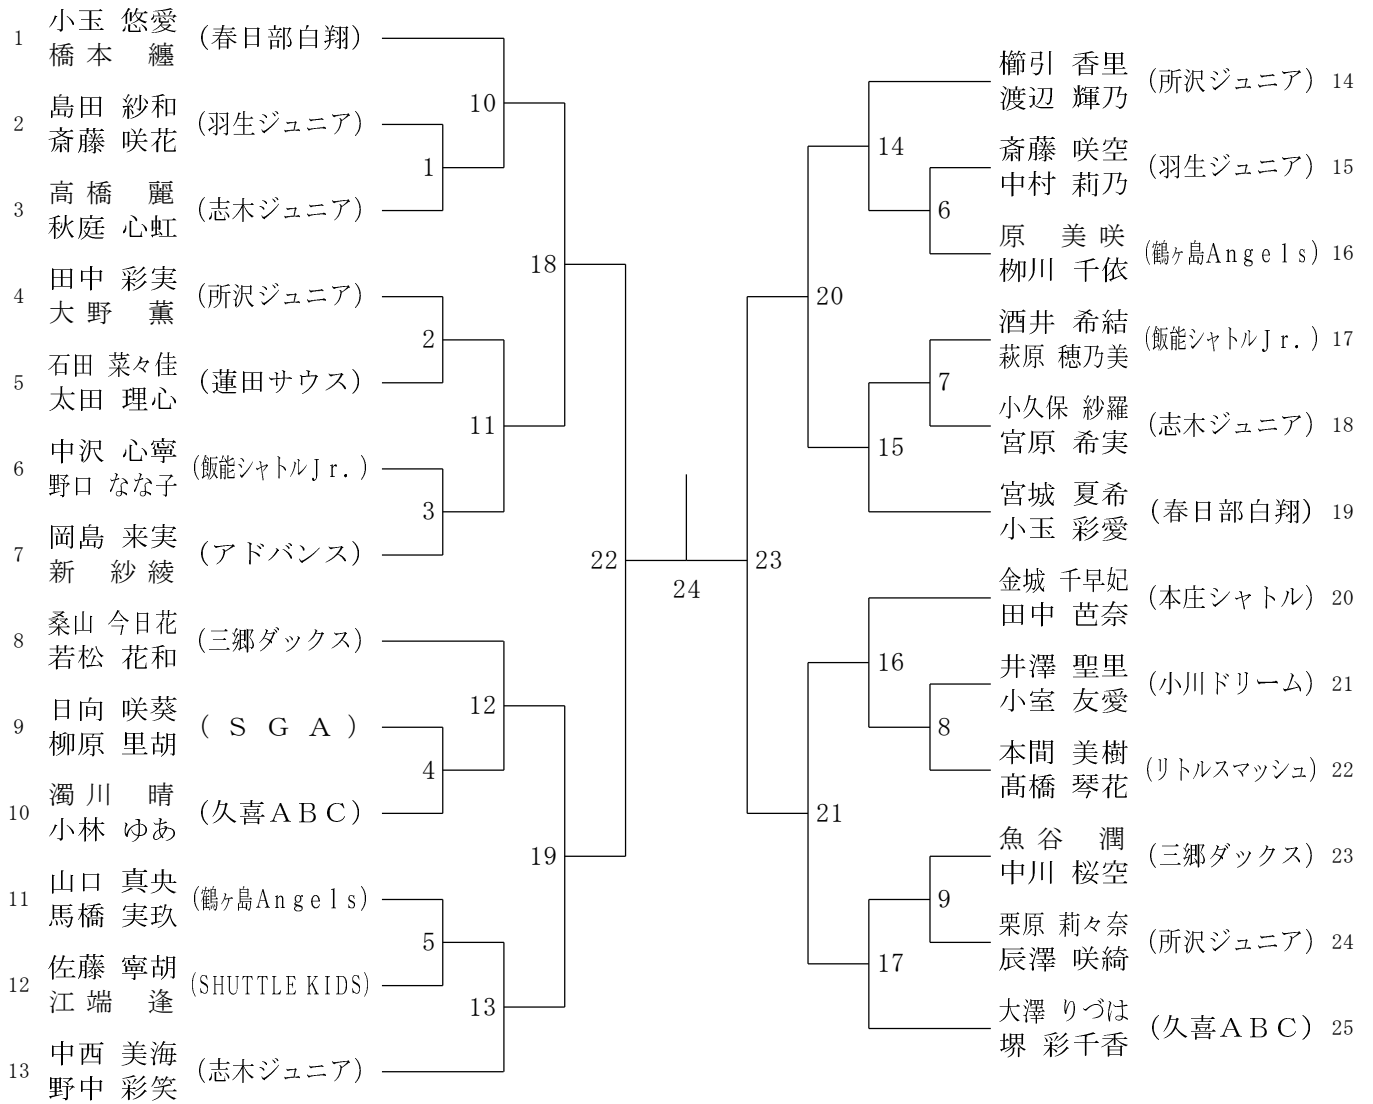 1 小玉 悠愛 (春日部白翔)
橋本 纏
2 島田 紗和 (羽生ジュニア)
斎藤 咲花
3 高橋 麗 (志木ジュニア)
秋庭 心虹
4 田中 彩実 (所沢ジュニア)
大野 薫
5 石田 菜々佳 (蓮田サウス)
太田 理心
6 中沢 心寧 (飯能シャトルJr.)
野口 なな子
7 岡島 来実 (アドバンス)
新 紗綾
8 桑山 今日花 (三郷ダックス)
若松 花和
9 日向 咲葵 (SGA)
柳原 里胡
10 濁川 晴 (久喜ABC)
小林 ゆあ
11 山口 真央 (鶴ヶ島Angels)
馬橋 実玖
12 佐藤 寧胡 (SHUTTLE KIDS)
江端 逢
13 中西 美海 (志木ジュニア)
野中 彩笑
10
1
18
2
11
3
22
12
4
19
5
13
24
23
14
6
20
7
15
16
8
21
9
17
櫛引 香里 (所沢ジュニア) 14
渡辺 輝乃
斎藤 咲空 (羽生ジュニア) 15
中村 莉乃
原 美咲 (鶴ヶ島Angels) 16
栁川 千依
酒井 希結 (飯能シャトルJr.) 17
萩原 穂乃美
小久保 紗羅 (志木ジュニア) 18
宮原 希実
宮城 夏希 (春日部白翔) 19
小玉 彩愛
金城 千早妃 (本庄シャトル) 20
田中 芭奈
井澤 聖里 (小川ドリーム) 21
小室 友愛
本間 美樹 (リトルスマッシュ) 22
髙橋 琴花
魚谷 潤 (三郷ダックス) 23
中川 桜空
栗原 莉々奈 (所沢ジュニア) 24
辰澤 咲綺
大澤 りづは (久喜ABC) 25
堺 彩千香